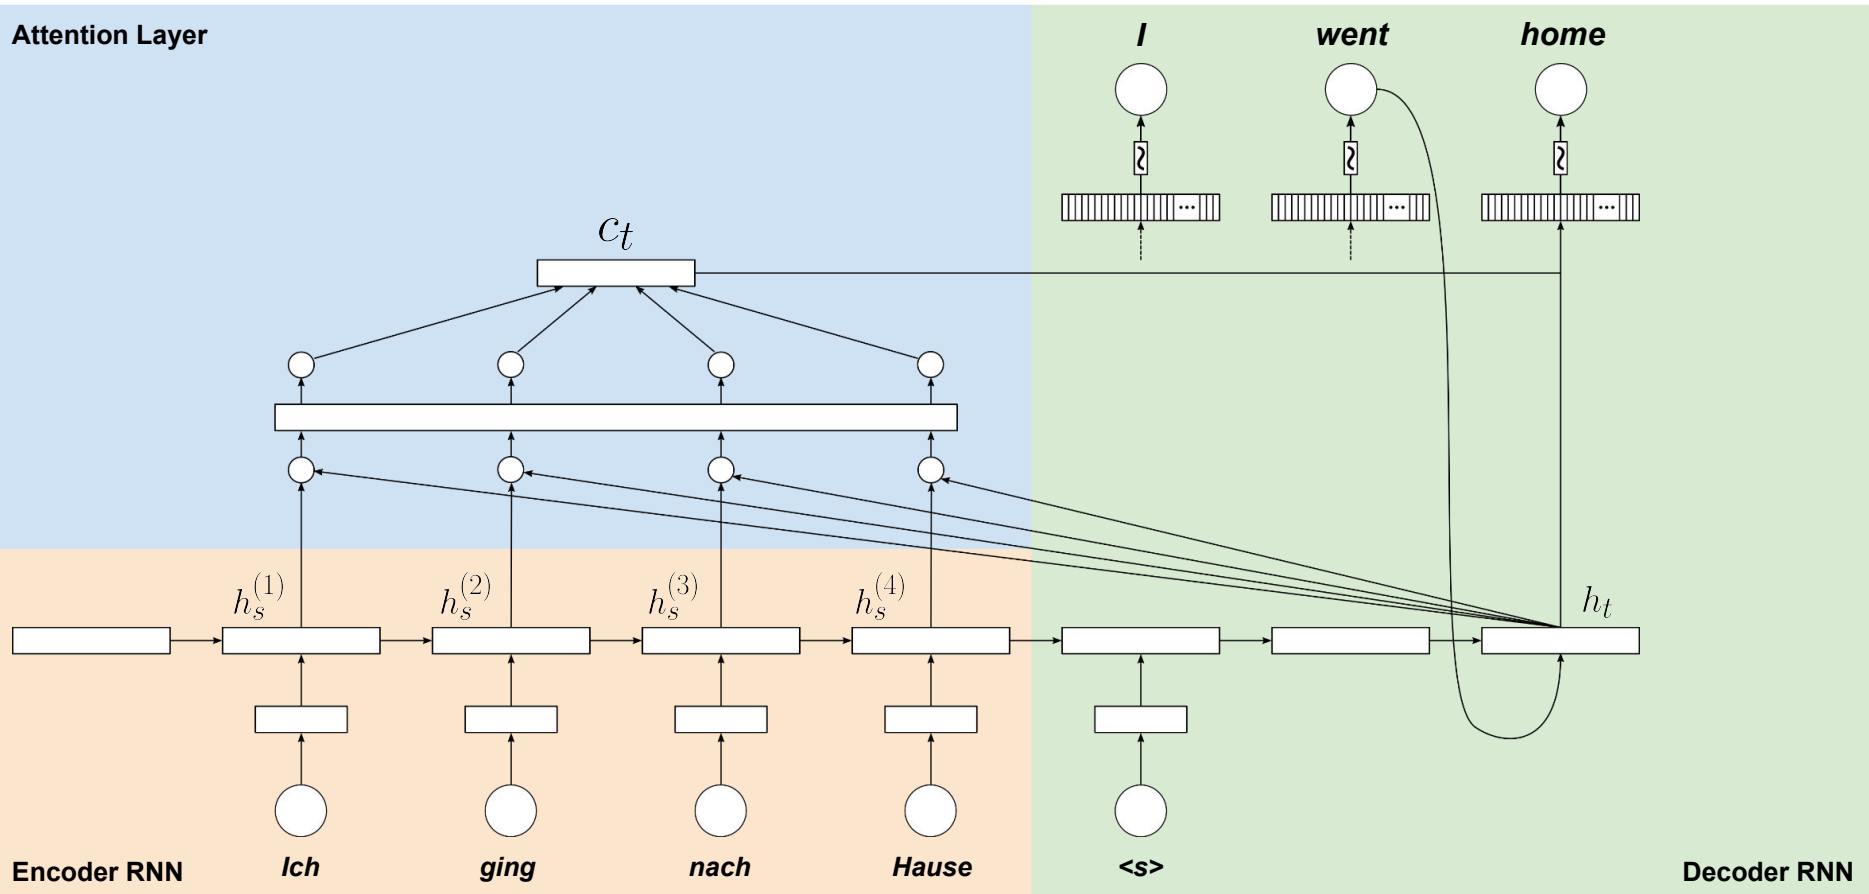 Attention Layer
I went home
c_t
h_s^{(1)} h_s^{(2)} h_s^{(3)} h_s^{(4)} h_t
Ich ging nach Hause <s>
Encoder RNN
Decoder RNN